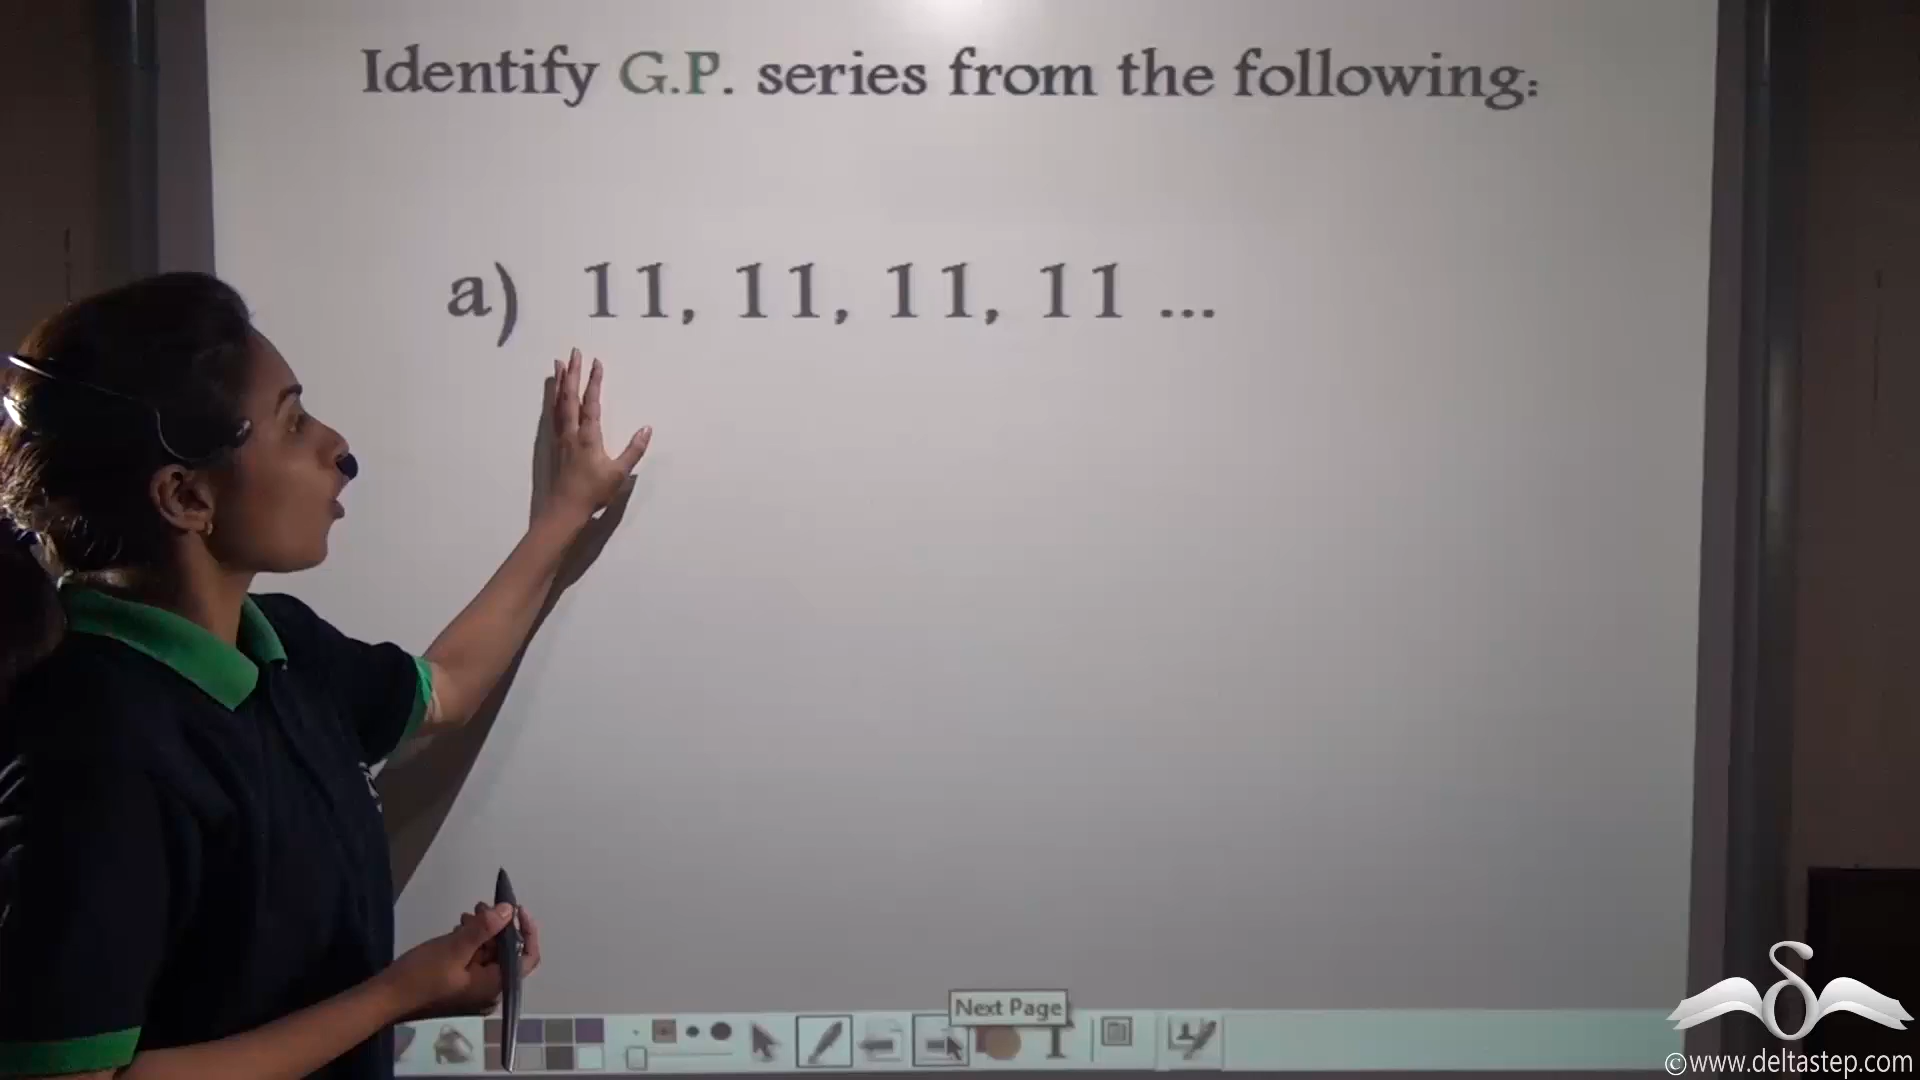 Identify G.P. series from the following:
a) 11, 11, 11, 11 ...
Next Page
©www.deltastep.com